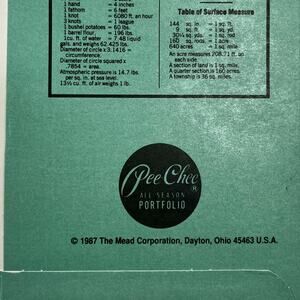 1 hand = 4 inches
1 fathom = 6 feet
1 knot = 6080 ft. an hour
3 knots = 1 league
1 bushel potatoes = 60 lbs.
1 barrel flour, = 196 lbs.
1cu. ft. of water = 7.48 liquid
gals. and weighs 62.425 lbs.
Diameter of circle x 3.1416 =
circumference.
Diameter of circle squared x
.7854 = area.
Atmospheric pressure is 14.7 lbs.
per sq. in. at sea level.
13½ cu. ft. of air weighs 1 lb.
Table of Surface Measure
144 sq. in. = 1 sq. ft.
9 sq. ft. = 1 sq. yd.
30¼ sq. yds. = 1 sq. rod
160 sq. rods = 1 acre
640 acres = 1 sq. mile
An acre measures 208.71 ft. on
each side.
A section of land is 1 sq. mile.
A quarter section is 160 acres.
A township is 36 sq. miles.
Pee Chee ®
ALL SEASON
PORTFOLIO
© 1987 The Mead Corporation, Dayton, Ohio 45463 U.S.A.